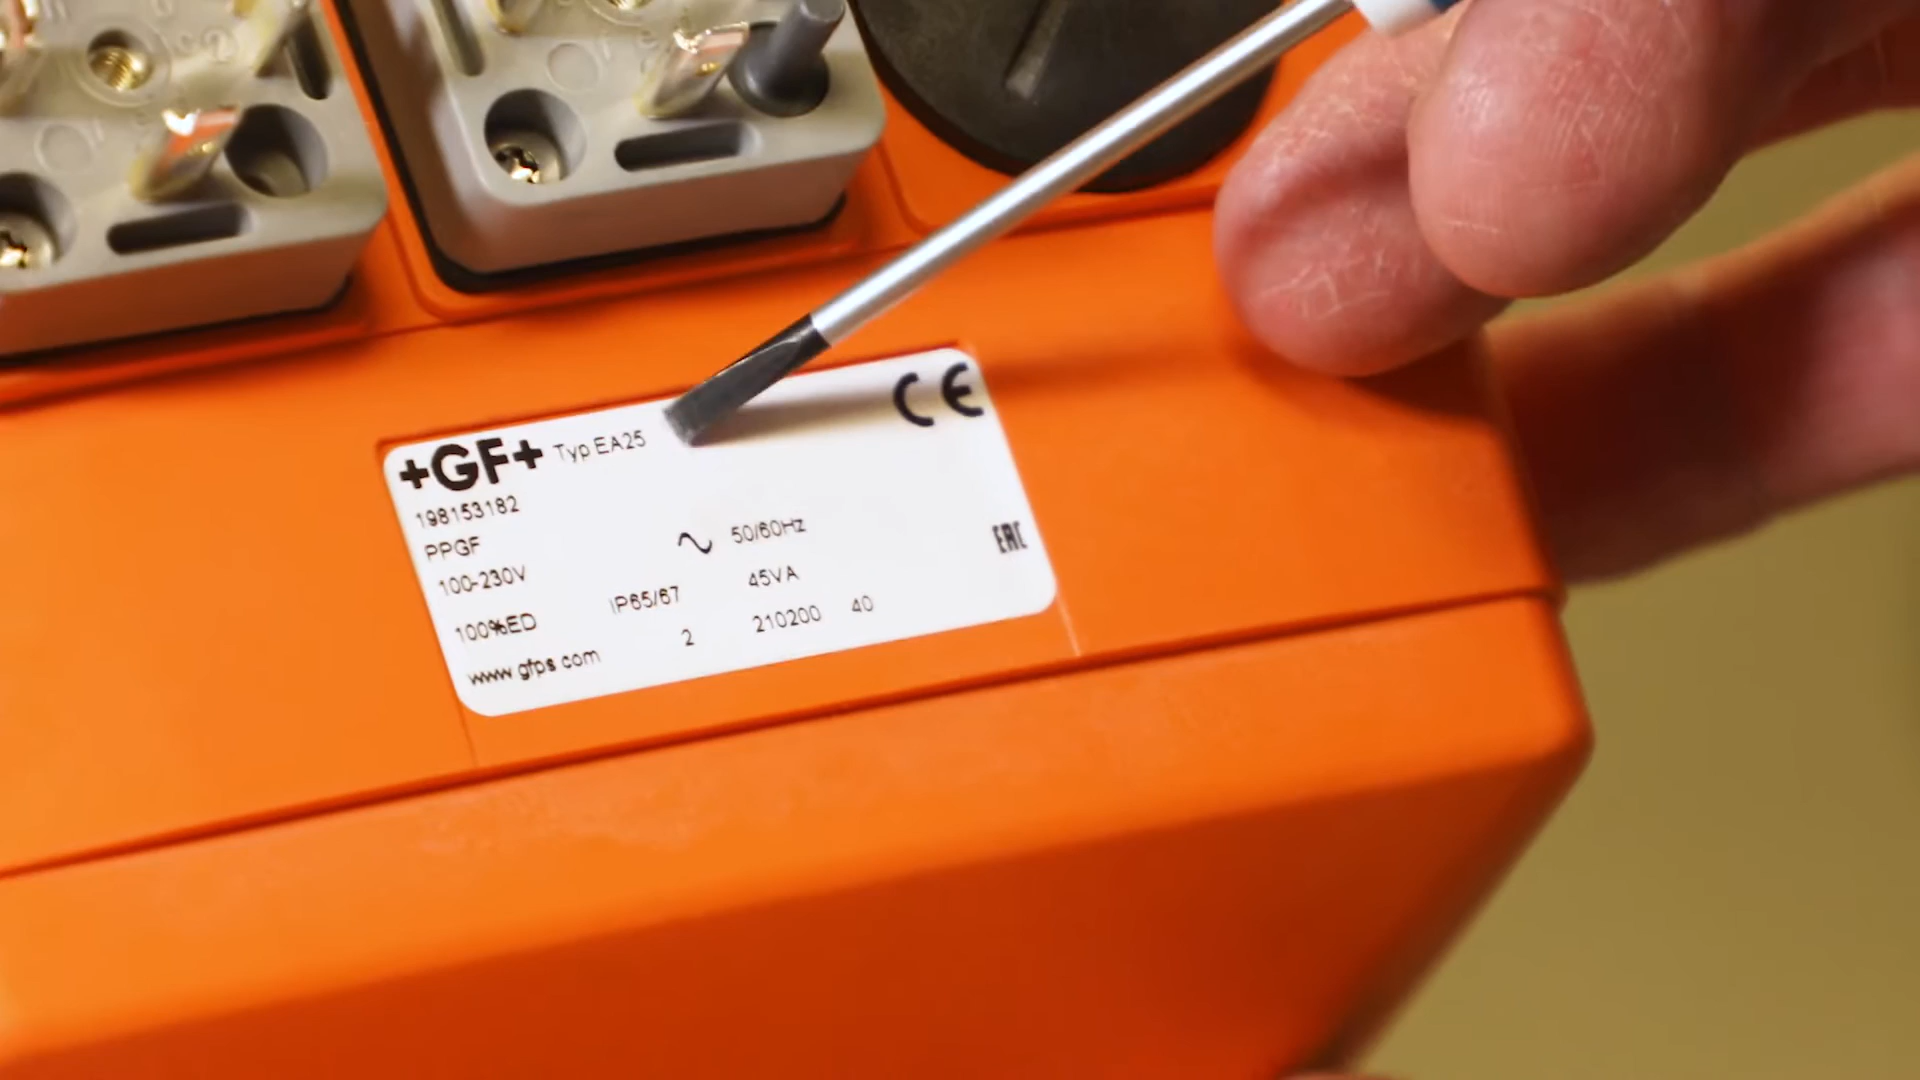 +GF+ Typ EA25 CE
198153182
PPGF ∿ 50/60Hz EAC
100-230V 45VA
100%ED IP65/67
www.gfps.com 2 210200 40